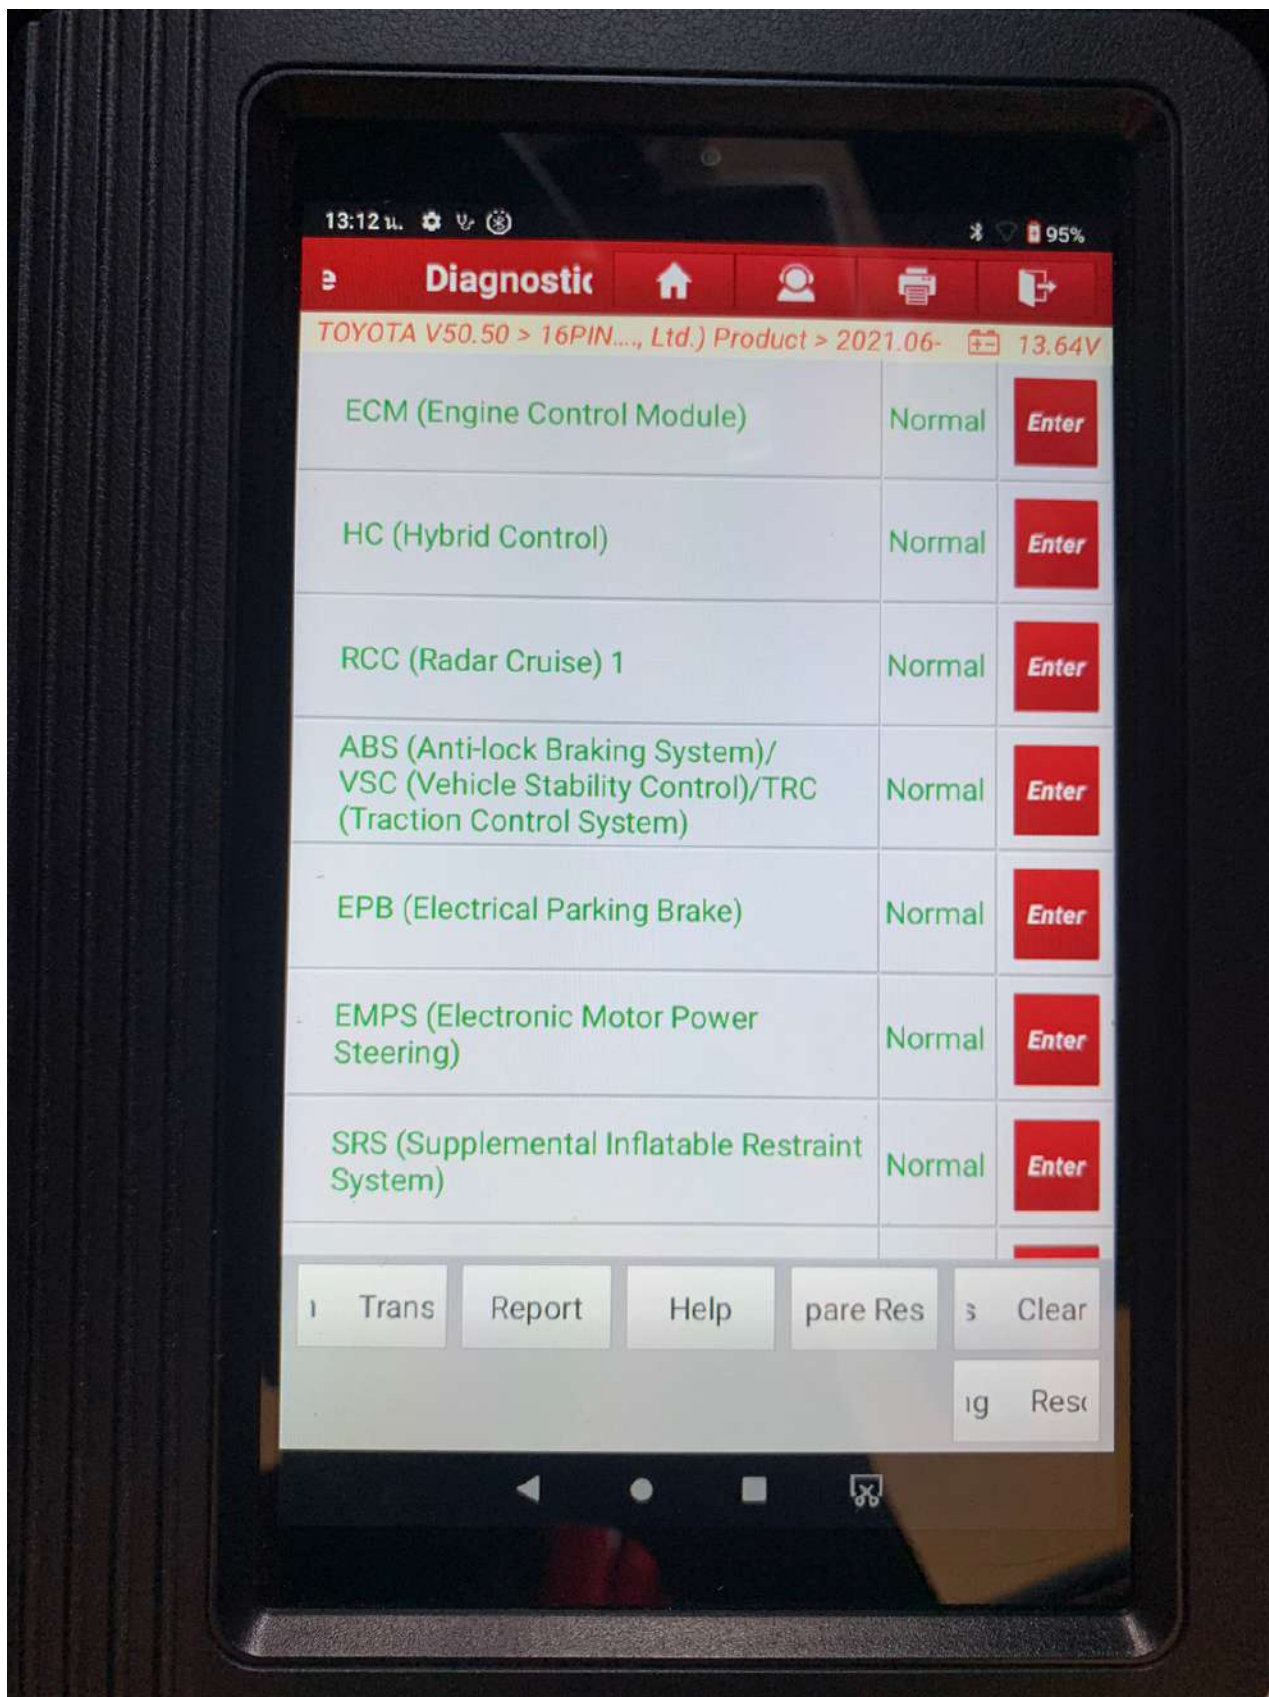 13:12 น. 95%
e Diagnostic
TOYOTA V50.50 > 16PIN...., Ltd.) Product > 2021.06- 13.64V
ECM (Engine Control Module) Normal Enter
HC (Hybrid Control) Normal Enter
RCC (Radar Cruise) 1 Normal Enter
ABS (Anti-lock Braking System)/
VSC (Vehicle Stability Control)/TRC Normal Enter
(Traction Control System)
EPB (Electrical Parking Brake) Normal Enter
EMPS (Electronic Motor Power
Steering) Normal Enter
SRS (Supplemental Inflatable Restraint
System) Normal Enter
Trans Report Help pare Res s Clear
ng Reso